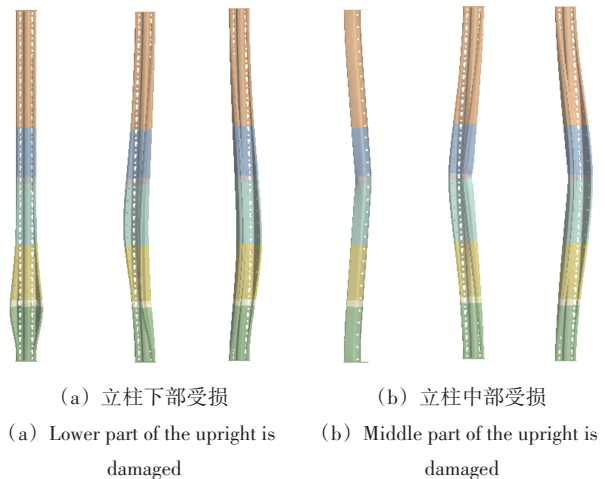 （a）立柱下部受损
（a）Lower part of the upright is
damaged
（b）立柱中部受损
（b）Middle part of the upright is
damaged